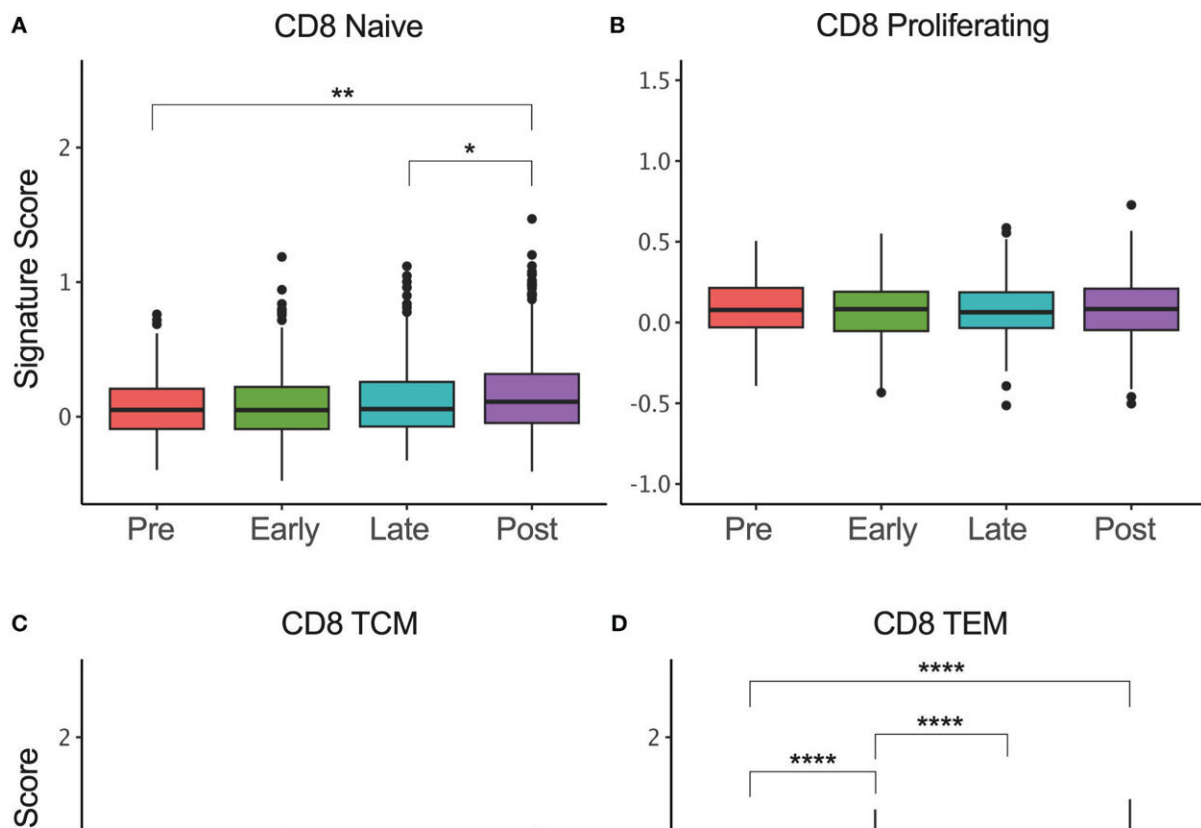 A CD8 Naive
B CD8 Proliferating
Signature Score
2
1
0
**
*
Pre Early Late Post
1.5
1.0
0.5
0.0
-0.5
-1.0
Pre Early Late Post
C CD8 TCM
D CD8 TEM
Score
2
2
****
****
****